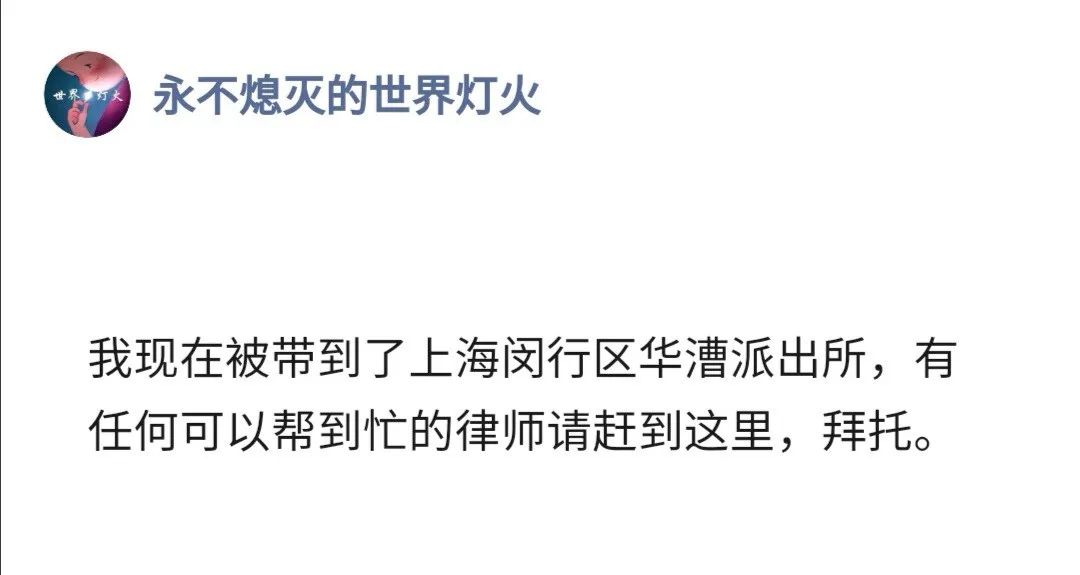 世界灯火
永不熄灭的世界灯火
我现在被带到了上海闵行区华漕派出所，有
任何可以帮到忙的律师请赶到这里，拜托。